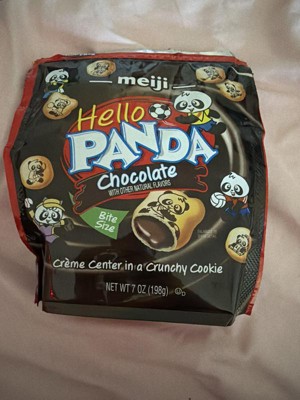 meiji
Hello
PANDA
Chocolate
WITH OTHER NATURAL FLAVORS
Bite
Size
Crème Center in a Crunchy Cookie
NET WT 7 OZ (198g)